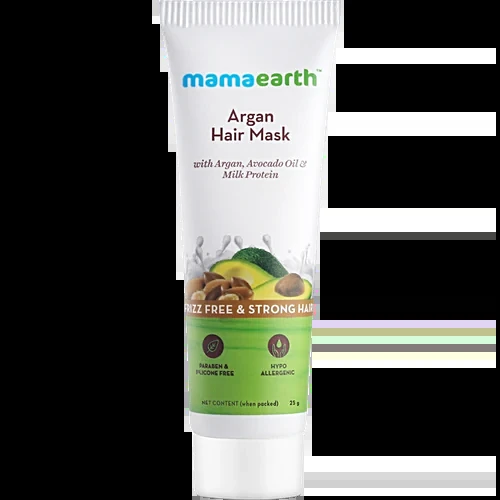 mamaearth™
Argan
Hair Mask
with Argan, Avocado Oil &
Milk Protein
FRIZZ FREE & STRONG HAIR
PARABEN &
SILICONE FREE
HYPO
ALLERGENIC
NET CONTENT (when packed) 25 g